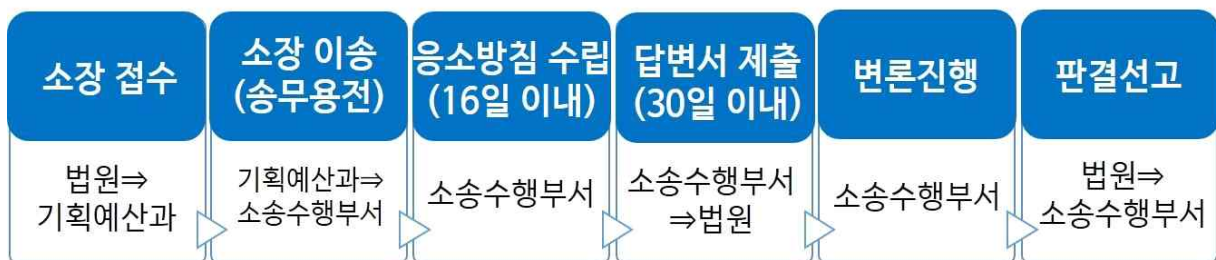 소장 접수
법원⇒
기획예산과
소장 이송
(송무용전)
기획예산과⇒
소송수행부서
응소방침 수립
(16일 이내)
소송수행부서
답변서 제출
(30일 이내)
소송수행부서
⇒법원
변론진행
소송수행부서
판결선고
법원⇒
소송수행부서